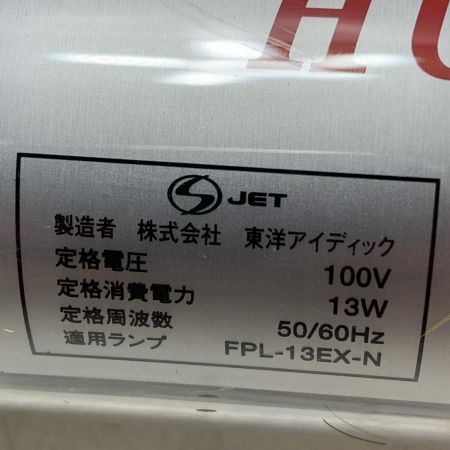 HU
JET
製造者 株式会社 東洋アイディック
定格電圧 100V
定格消費電力 13W
定格周波数 50/60Hz
適用ランプ FPL-13EX-N